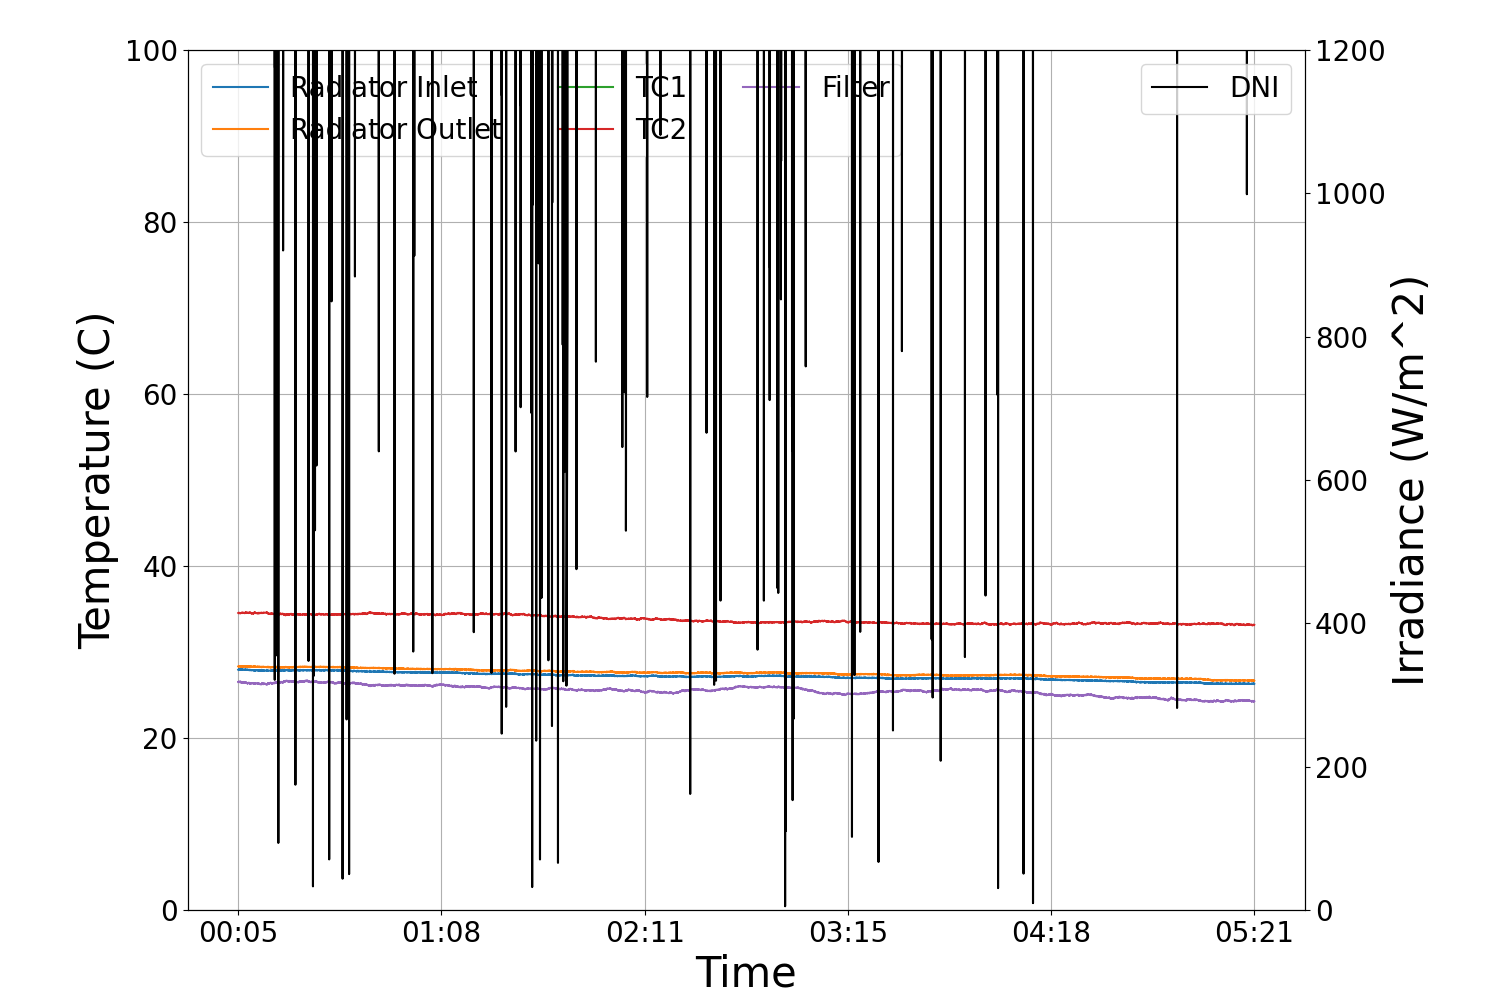 100
80
60
40
20
0
Temperature (C)
Radiator Inlet
Radiator Outlet
TC1
TC2
Filter
DNI
1200
1000
800
600
400
200
0
Irradiance (W/m^2)
00:05 01:08 02:11 03:15 04:18 05:21
Time